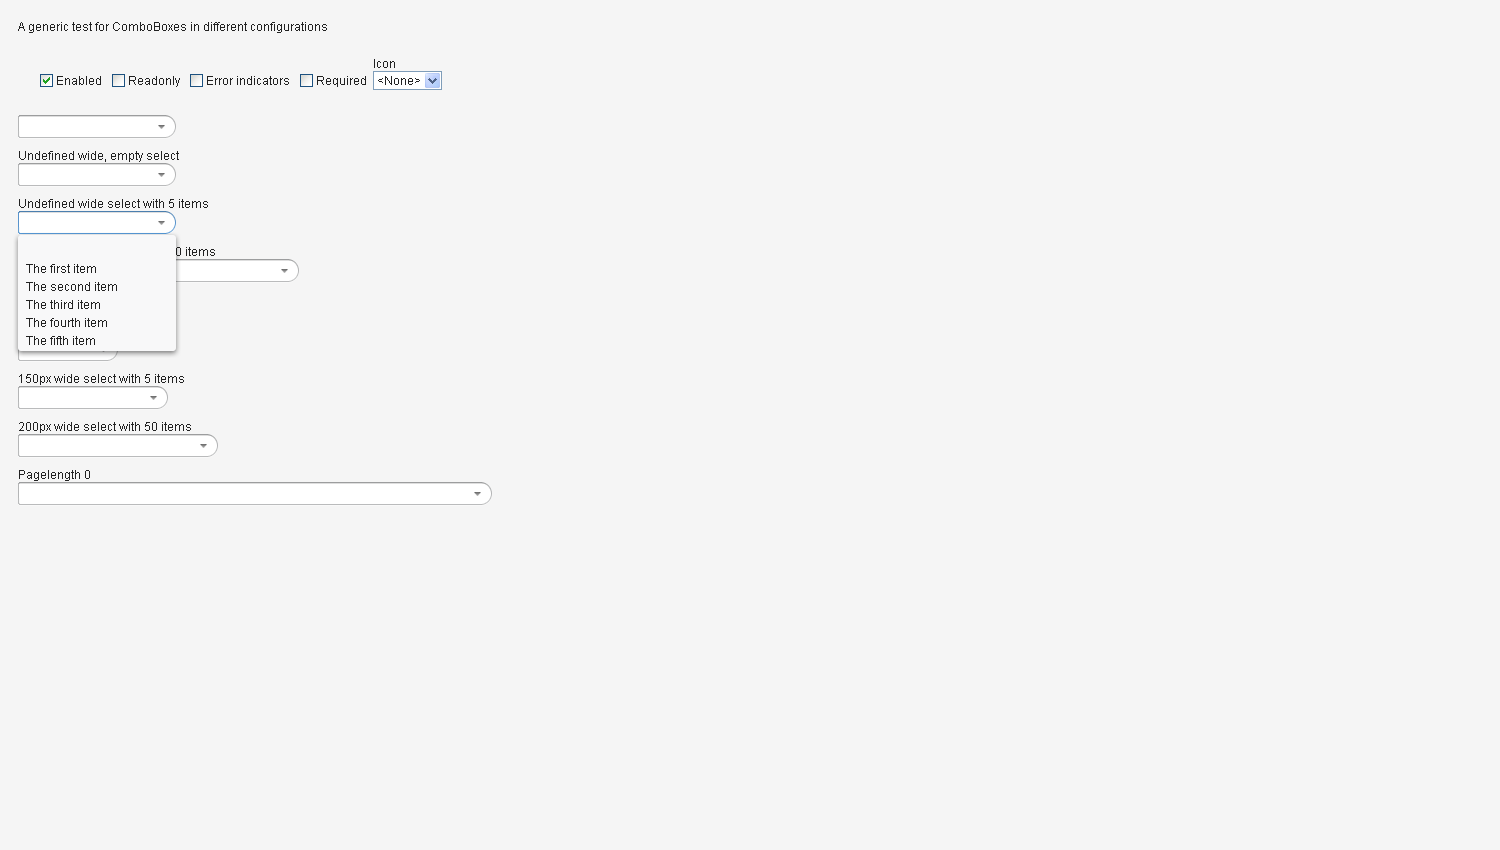 A generic test for ComboBoxes in different configurations
Icon
Enabled Readonly Error indicators Required <None>
Undefined wide, empty select
Undefined wide select with 5 items
0 items
The first item
The second item
The third item
The fourth item
The fifth item
150px wide select with 5 items
200px wide select with 50 items
Pagelength 0